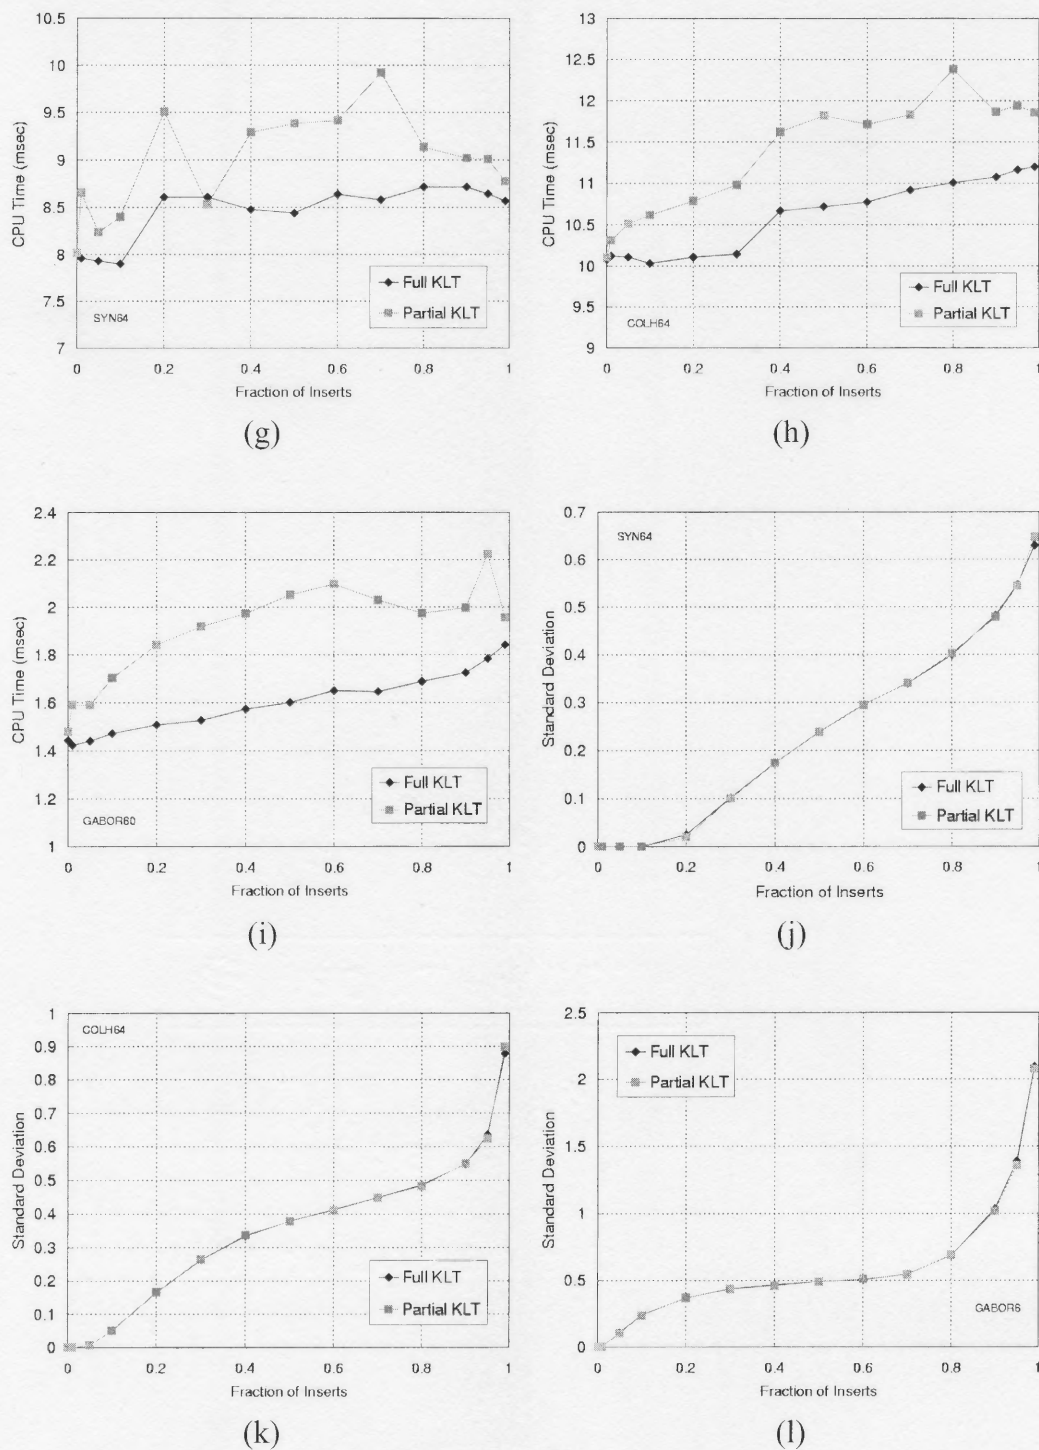 10.5
10
9.5
9
8.5
8
7.5
7
CPU Time (msec)
Full KLT
Partial KLT
SYN64
0 0.2 0.4 0.6 0.8 1
Fraction of Inserts
(g)
13
12.5
12
11.5
11
10.5
10
9.5
9
CPU Time (msec)
Full KLT
Partial KLT
COLH64
0 0.2 0.4 0.6 0.8 1
Fraction of Inserts
(h)
2.4
2.2
2
1.8
1.6
1.4
1.2
1
CPU Time (msec)
Full KLT
Partial KLT
GABOR60
0 0.2 0.4 0.6 0.8 1
Fraction of Inserts
(i)
0.7
0.6
0.5
0.4
0.3
0.2
0.1
0
Standard Deviation
SYN64
Full KLT
Partial KLT
0 0.2 0.4 0.6 0.8 1
Fraction of Inserts
(j)
1
0.9
0.8
0.7
0.6
0.5
0.4
0.3
0.2
0.1
0
Standard Deviation
COLH64
Full KLT
Partial KLT
0 0.2 0.4 0.6 0.8 1
Fraction of Inserts
(k)
2.5
2
1.5
1
0.5
0
Standard Deviation
Full KLT
Partial KLT
GABOR6
0 0.2 0.4 0.6 0.8 1
Fraction of Inserts
(l)